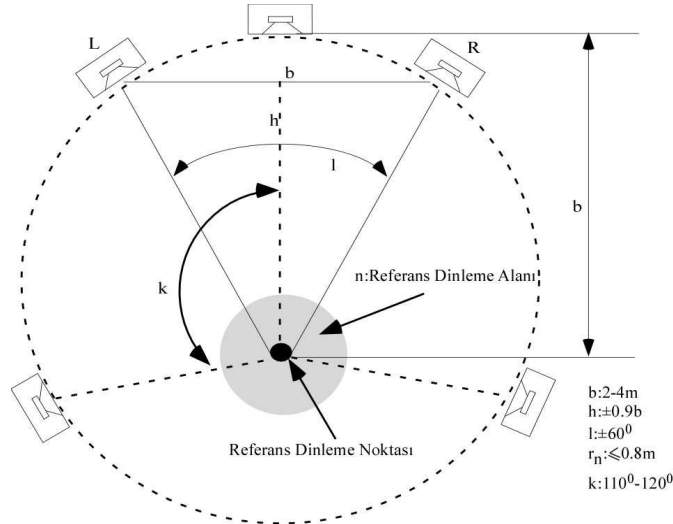 L
R
b
h
l
b
n:Referans Dinleme Alanı
k
Referans Dinleme Noktası
b:2-4m
h:±0.9b
l:±60⁰
rₙ:⩽0.8m
k:110⁰-120⁰